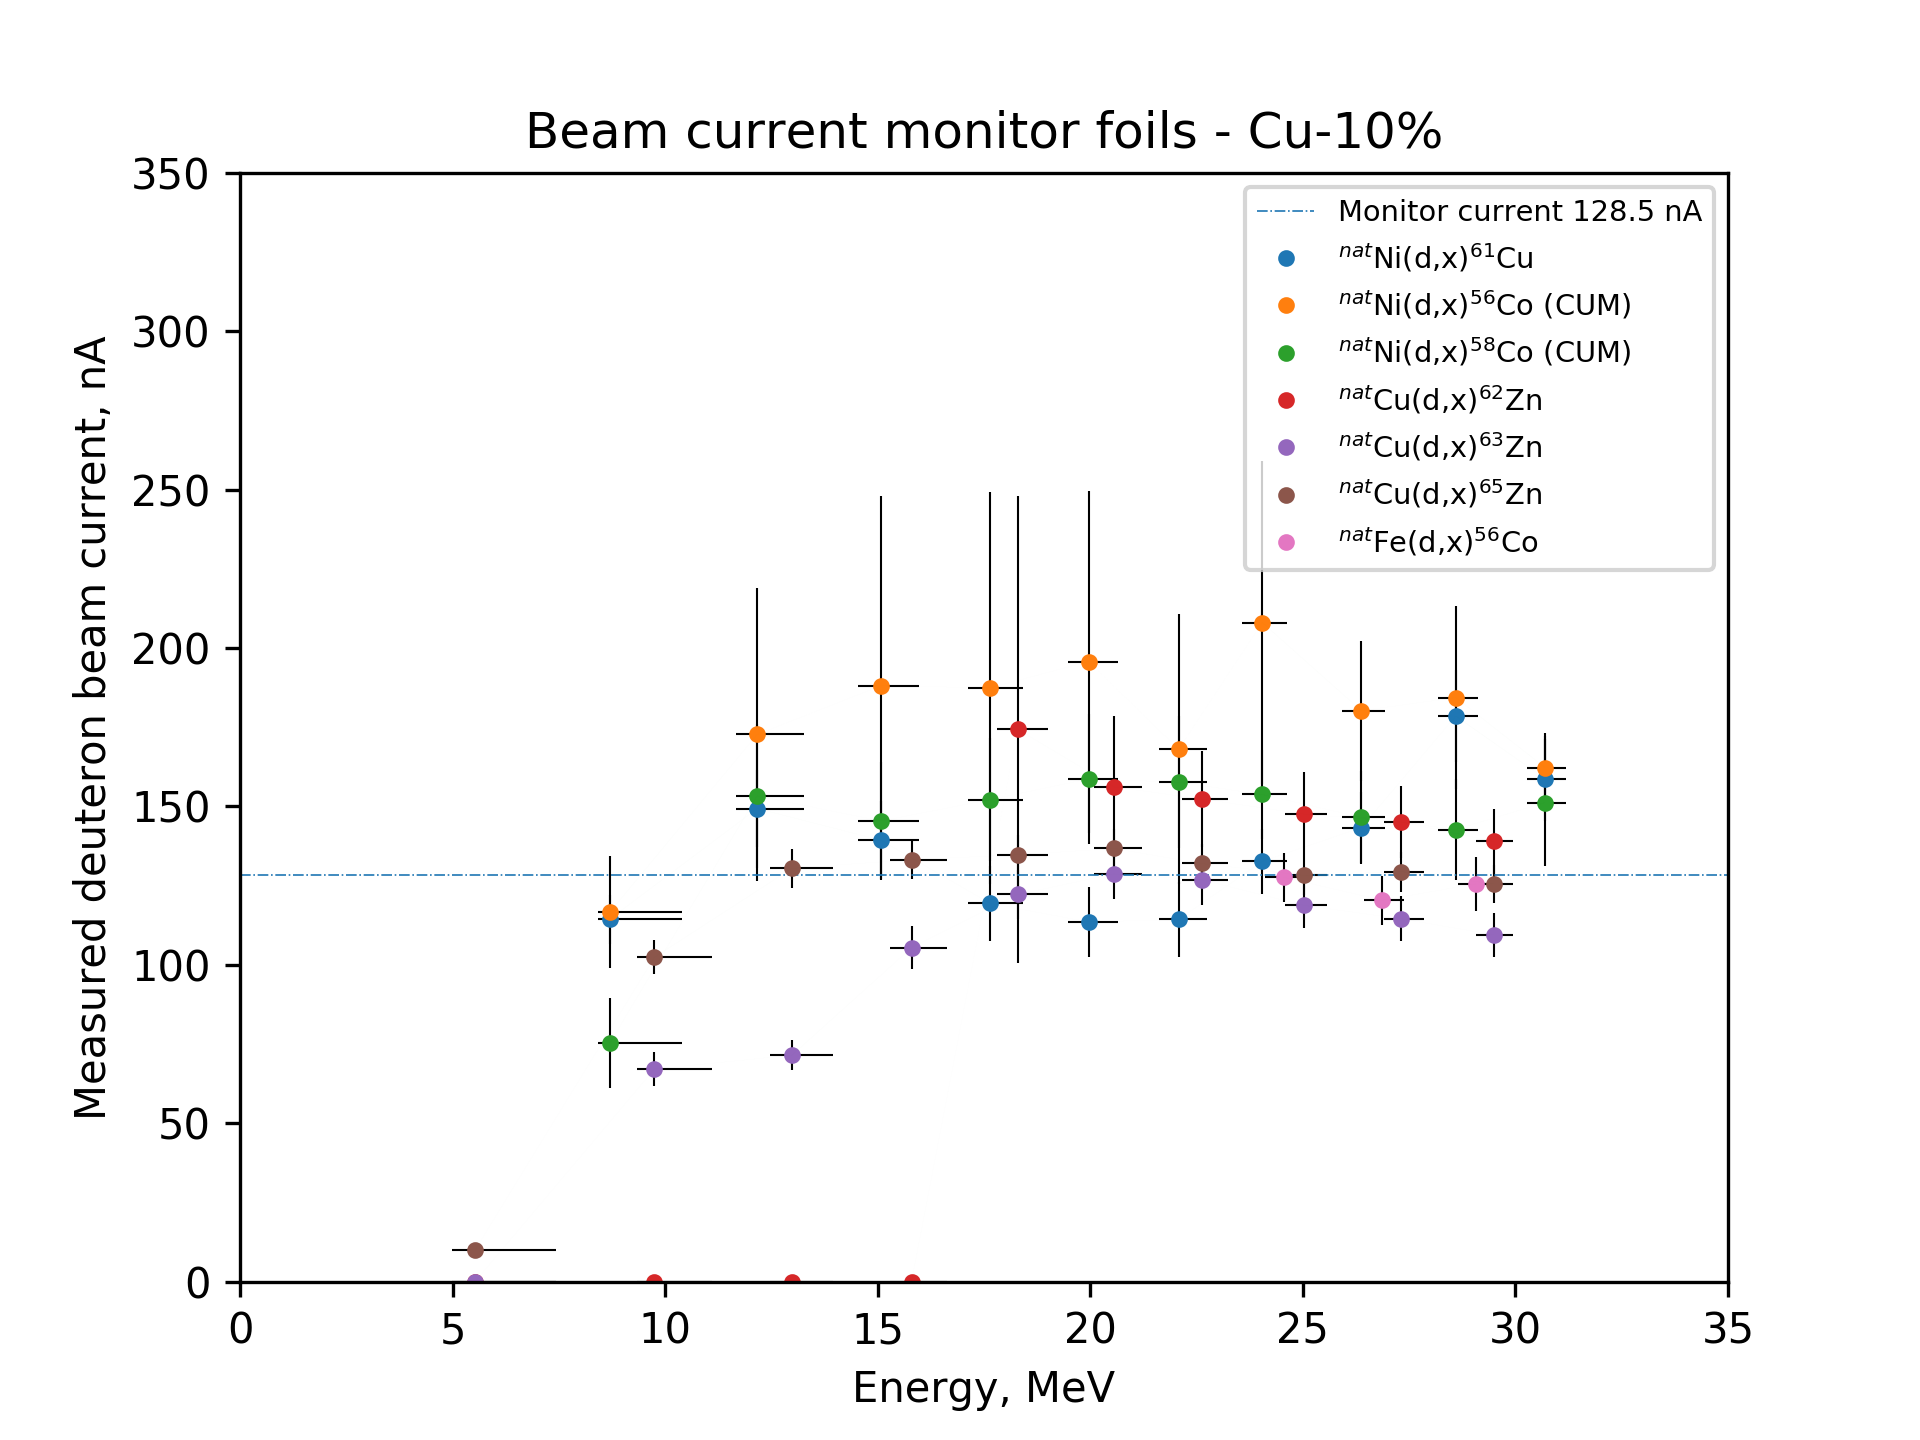 Beam current monitor foils - Cu-10%
Measured deuteron beam current, nA
350
300
250
200
150
100
50
0
Monitor current 128.5 nA
ⁿᵃᵗNi(d,x)⁶¹Cu
ⁿᵃᵗNi(d,x)⁵⁶Co (CUM)
ⁿᵃᵗNi(d,x)⁵⁸Co (CUM)
ⁿᵃᵗCu(d,x)⁶²Zn
ⁿᵃᵗCu(d,x)⁶³Zn
ⁿᵃᵗCu(d,x)⁶⁵Zn
ⁿᵃᵗFe(d,x)⁵⁶Co
0 5 10 15 20 25 30 35
Energy, MeV